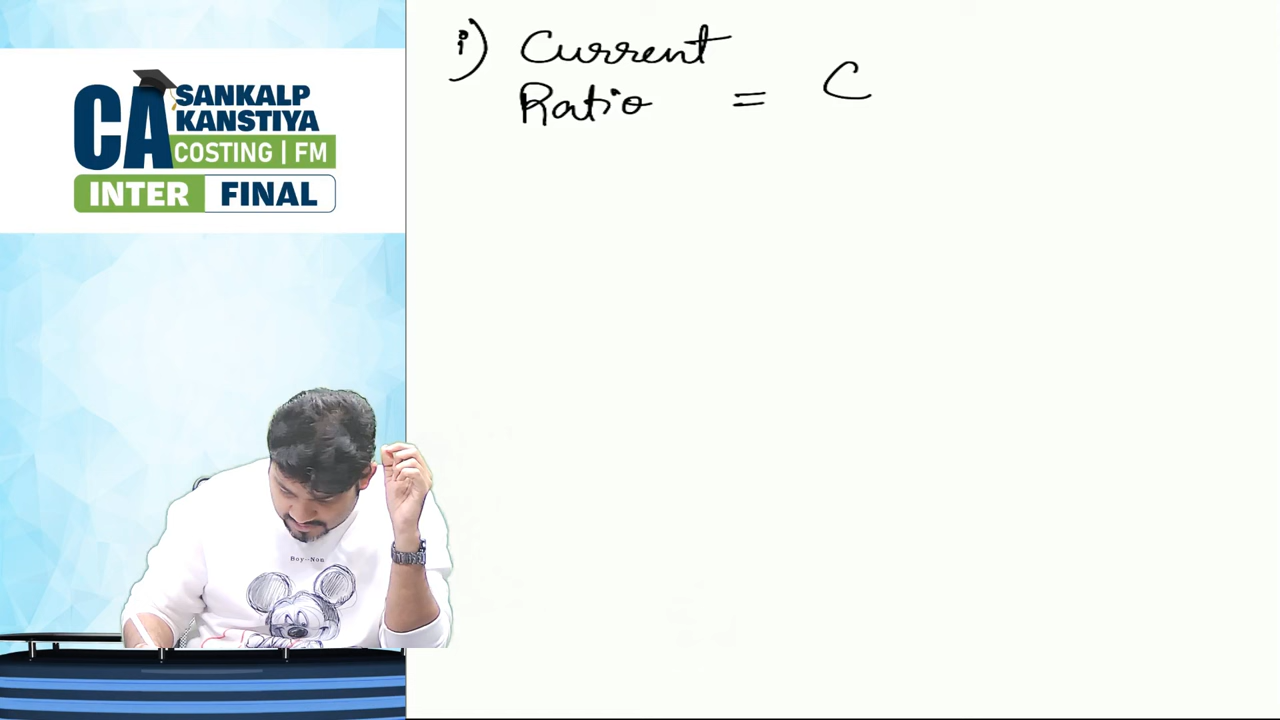 CA SANKALP
KANSTIYA
COSTING | FM
INTER FINAL
i) Current
Ratio = C
Boy--Non